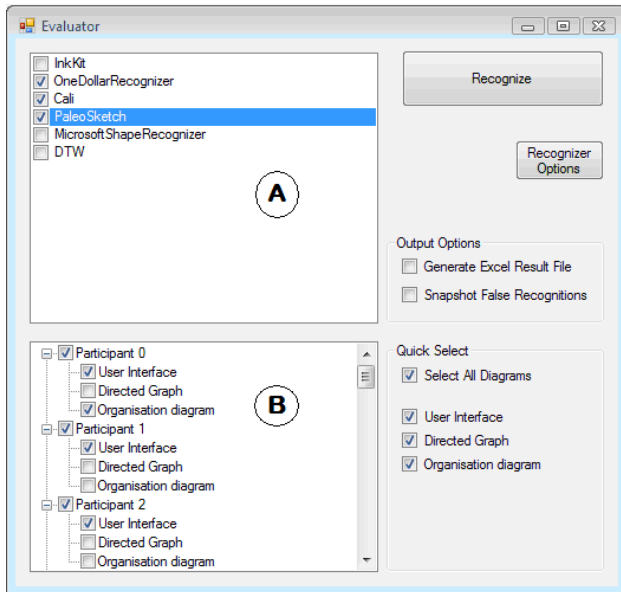 Evaluator
InkKit
OneDollarRecognizer
Cali
PaleoSketch
MicrosoftShapeRecognizer
DTW
A
Recognize
Recognizer
Options
Output Options
Generate Excel Result File
Snapshot False Recognitions
Participant 0
User Interface
Directed Graph
Organisation diagram
Participant 1
User Interface
Directed Graph
Organisation diagram
Participant 2
User Interface
Directed Graph
Organisation diagram
B
Quick Select
Select All Diagrams
User Interface
Directed Graph
Organisation diagram